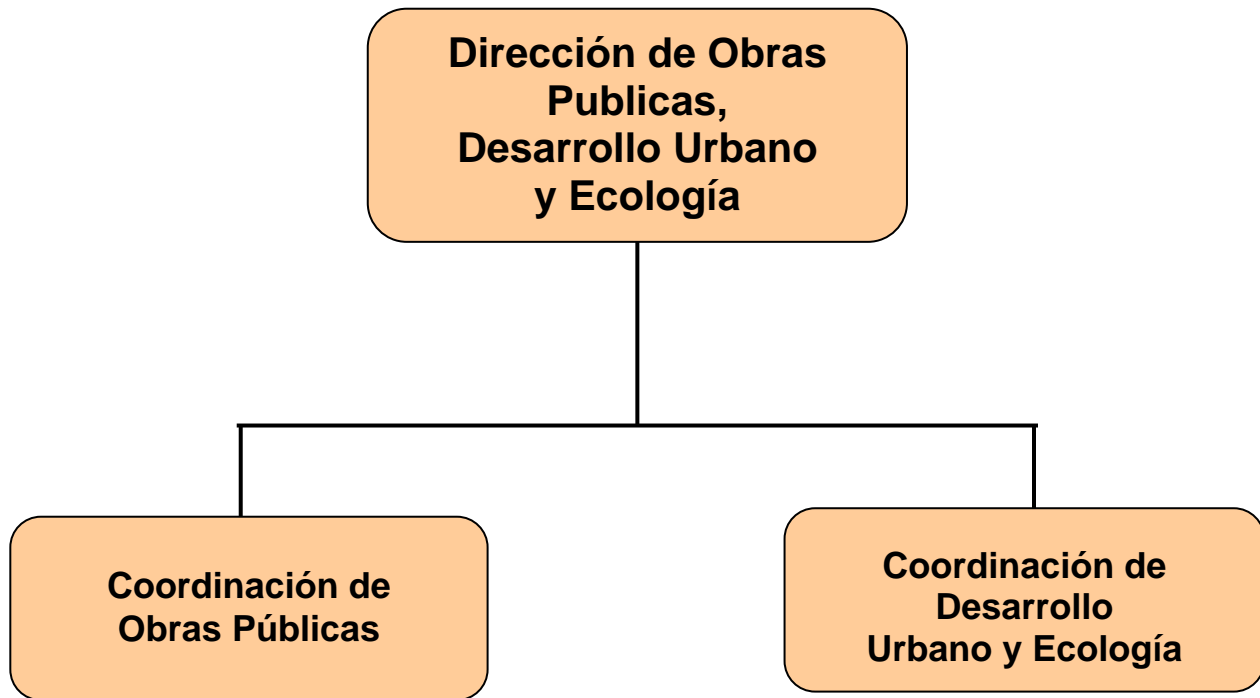 Dirección de Obras
Publicas,
Desarrollo Urbano
y Ecología
Coordinación de
Obras Públicas
Coordinación de
Desarrollo
Urbano y Ecología